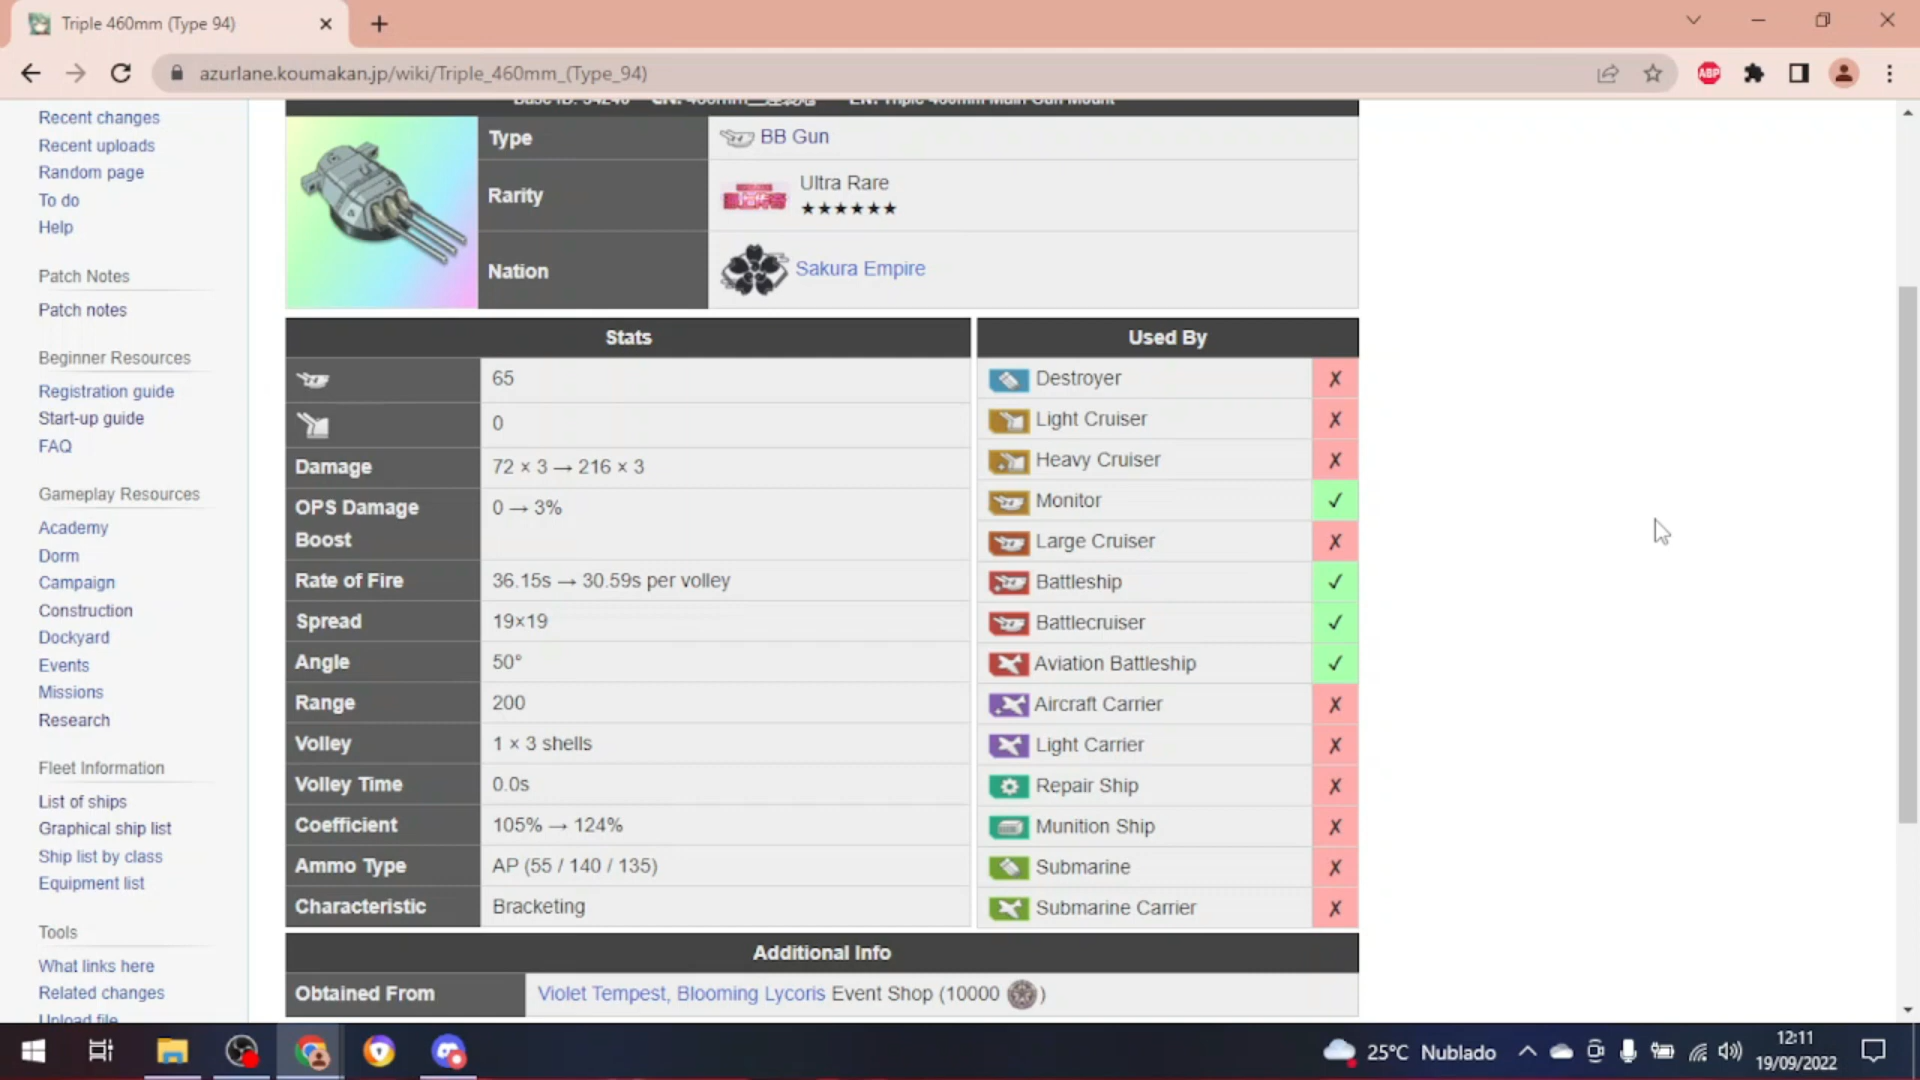 Triple 460mm (Type 94)
azurlane.koumakan.jp/wiki/Triple_460mm_(Type_94)
ABP
Recent changes
Recent uploads
Random page
To do
Help
Patch Notes
Patch notes
Beginner Resources
Registration guide
Start-up guide
FAQ
Gameplay Resources
Academy
Dorm
Campaign
Construction
Dockyard
Events
Missions
Research
Fleet Information
List of ships
Graphical ship list
Ship list by class
Equipment list
Tools
What links here
Related changes
Upload file
Type BB Gun
Rarity Ultra Rare
★★★★★★
Nation Sakura Empire
Stats
65
0
Damage 72 × 3 → 216 × 3
OPS Damage Boost 0 → 3%
Rate of Fire 36.15s → 30.59s per volley
Spread 19×19
Angle 50°
Range 200
Volley 1 × 3 shells
Volley Time 0.0s
Coefficient 105% → 124%
Ammo Type AP (55 / 140 / 135)
Characteristic Bracketing
Used By
Destroyer ✗
Light Cruiser ✗
Heavy Cruiser ✗
Monitor ✓
Large Cruiser ✗
Battleship ✓
Battlecruiser ✓
Aviation Battleship ✓
Aircraft Carrier ✗
Light Carrier ✗
Repair Ship ✗
Munition Ship ✗
Submarine ✗
Submarine Carrier ✗
Additional Info
Obtained From Violet Tempest, Blooming Lycoris Event Shop (10000 )
25°C Nublado
12:11
19/09/2022